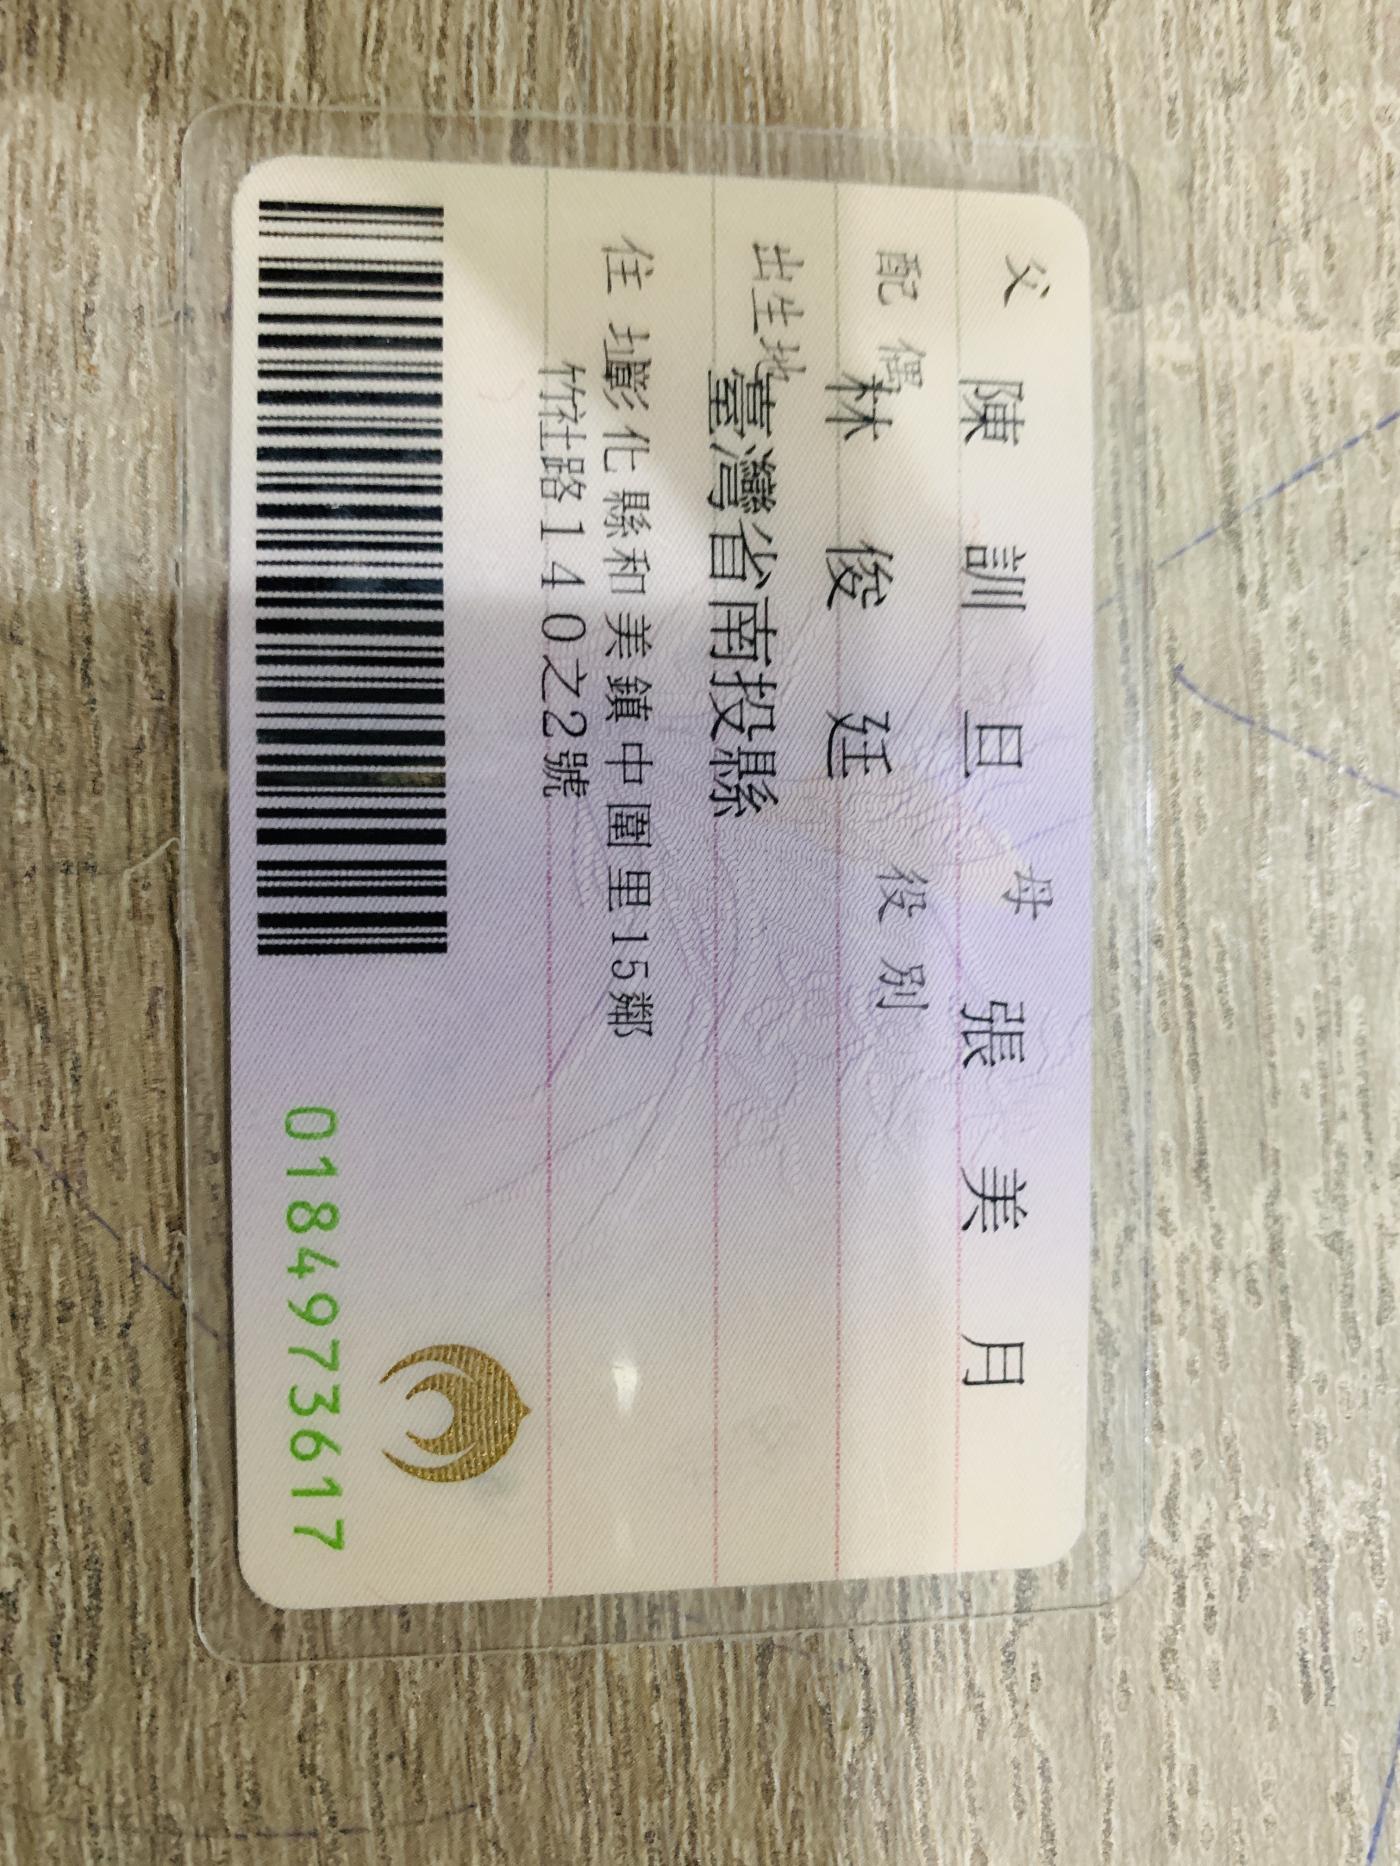 父 陳訓旦 母 張美月
配偶 林俊廷 役別
出生地 臺灣省南投縣
住址 彰化縣和美鎮中圍里15鄰
竹社路140之2號
0184973617